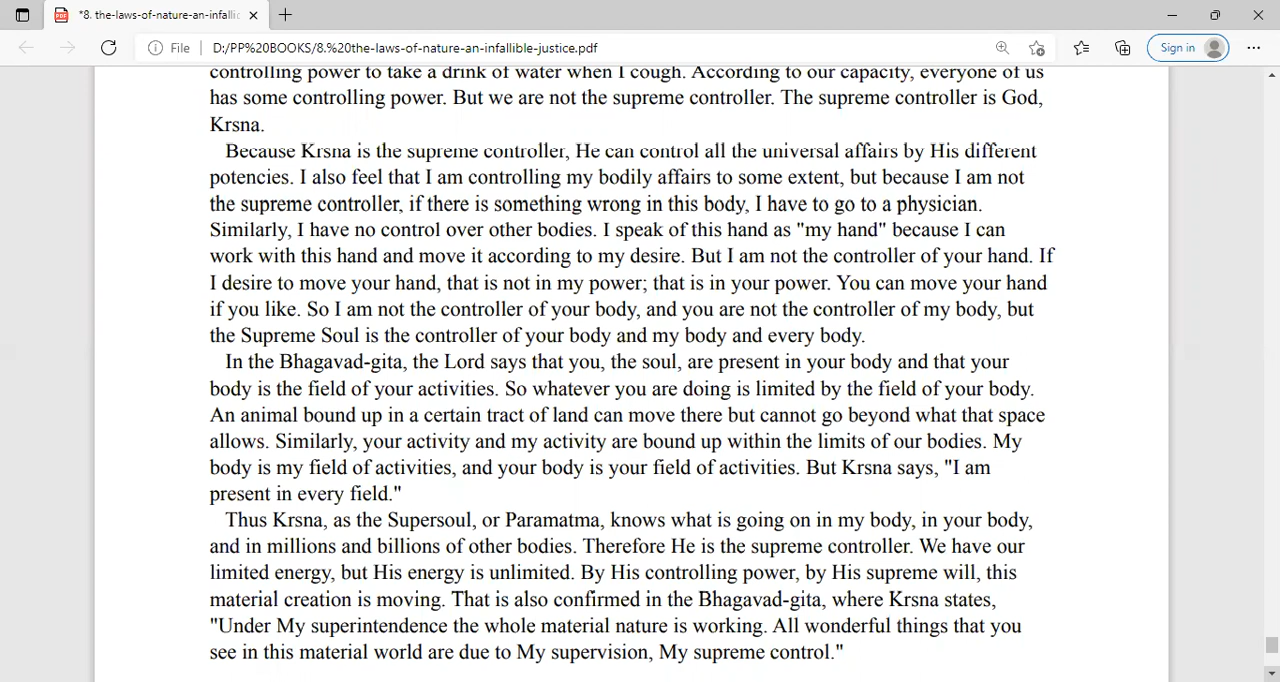 *8. the-laws-of-nature-an-infallic
File
D:/PP%20BOOKS/8.%20the-laws-of-nature-an-infallible-justice.pdf
Sign in
controlling power to take a drink of water when I cough. According to our capacity, everyone of us
has some controlling power. But we are not the supreme controller. The supreme controller is God,
Krsna.
Because Krsna is the supreme controller, He can control all the universal affairs by His different
potencies. I also feel that I am controlling my bodily affairs to some extent, but because I am not
the supreme controller, if there is something wrong in this body, I have to go to a physician.
Similarly, I have no control over other bodies. I speak of this hand as "my hand" because I can
work with this hand and move it according to my desire. But I am not the controller of your hand. If
I desire to move your hand, that is not in my power; that is in your power. You can move your hand
if you like. So I am not the controller of your body, and you are not the controller of my body, but
the Supreme Soul is the controller of your body and my body and every body.
In the Bhagavad-gita, the Lord says that you, the soul, are present in your body and that your
body is the field of your activities. So whatever you are doing is limited by the field of your body.
An animal bound up in a certain tract of land can move there but cannot go beyond what that space
allows. Similarly, your activity and my activity are bound up within the limits of our bodies. My
body is my field of activities, and your body is your field of activities. But Krsna says, "I am
present in every field."
Thus Krsna, as the Supersoul, or Paramatma, knows what is going on in my body, in your body,
and in millions and billions of other bodies. Therefore He is the supreme controller. We have our
limited energy, but His energy is unlimited. By His controlling power, by His supreme will, this
material creation is moving. That is also confirmed in the Bhagavad-gita, where Krsna states,
"Under My superintendence the whole material nature is working. All wonderful things that you
see in this material world are due to My supervision, My supreme control."